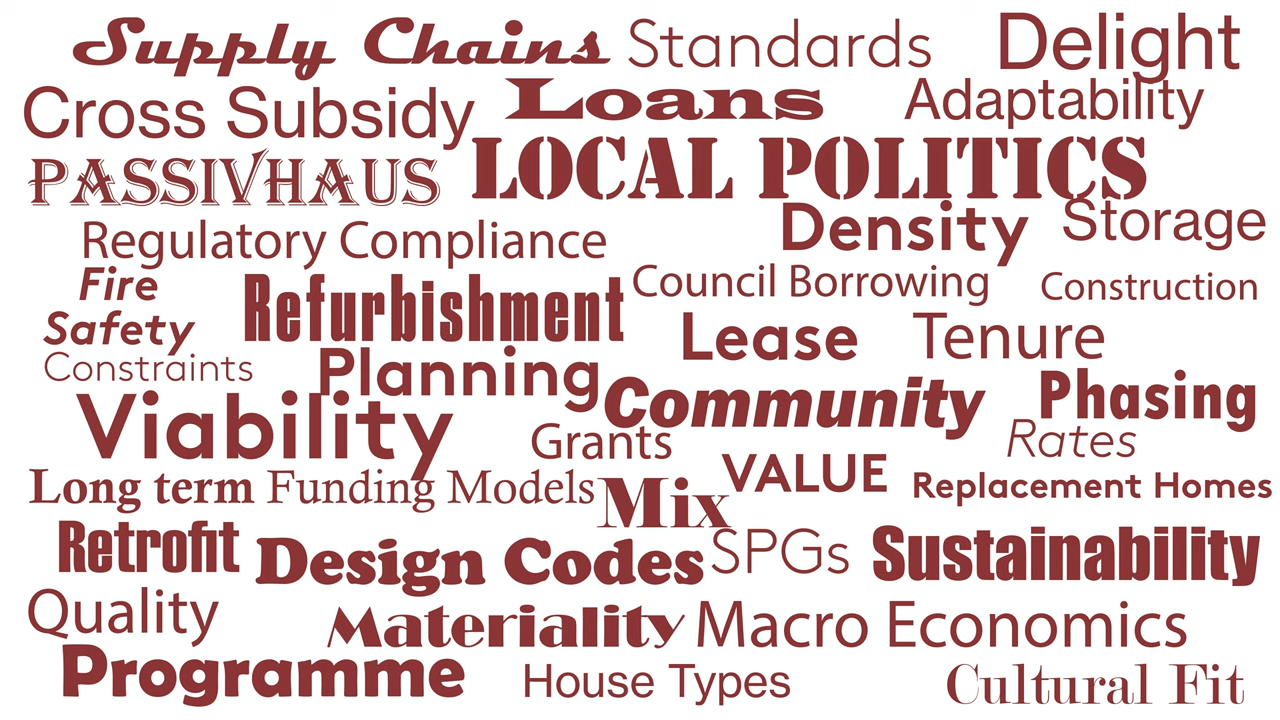 Supply Chains Standards Delight
Cross Subsidy Loans Adaptability
PASSIVHAUS LOCAL POLITICS
Regulatory Compliance Density Storage
Fire Refurbishment Council Borrowing Construction
Safety Lease Tenure
Constraints Planning Community Phasing
Viability Grants Rates
Long term Funding Models Mix VALUE Replacement Homes
Retrofit Design Codes SPGs Sustainability
Quality Materiality Macro Economics
Programme House Types Cultural Fit